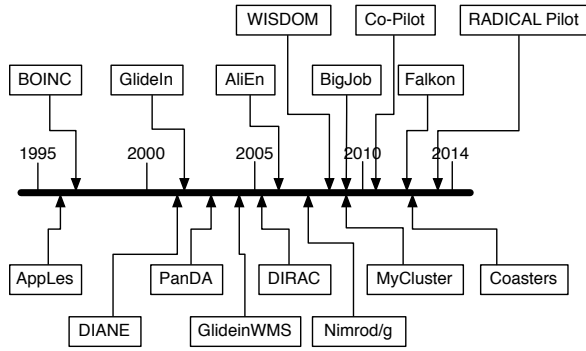 WISDOM
Co-Pilot
RADICAL Pilot
BOINC
GlideIn
AliEn
BigJob
Falkon
1995
2000
2005
2010
2014
AppLes
PanDA
DIRAC
MyCluster
Coasters
DIANE
GlideinWMS
Nimrod/g